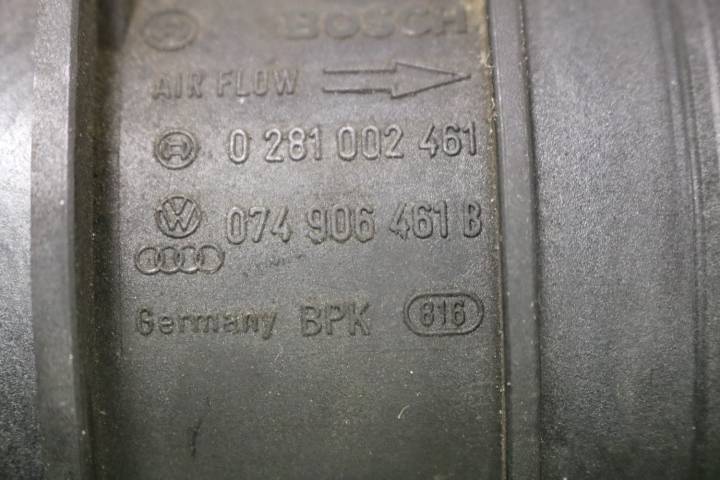 BOSCH
AIR FLOW
0 281 002 461
074 906 461 B
Germany BPK 816